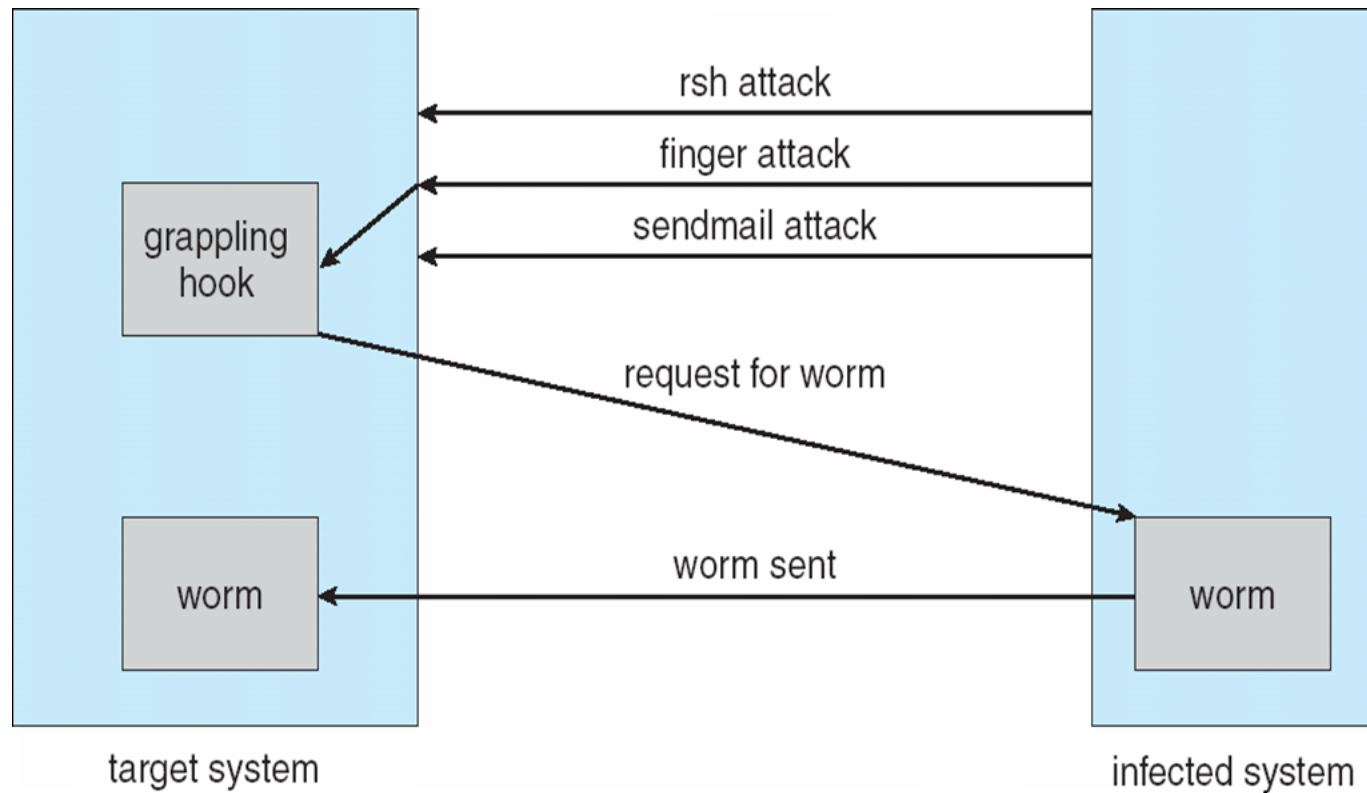 rsh attack
finger attack
sendmail attack
grappling
hook
request for worm
worm sent
worm
worm
target system
infected system